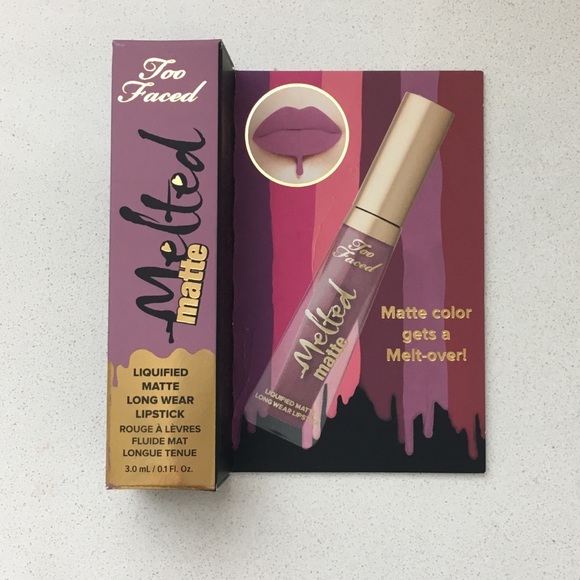 Too
Faced
Melted
matte
LIQUIFIED
MATTE
LONG WEAR
LIPSTICK
ROUGE À LÈVRES
FLUIDE MAT
LONGUE TENUE
3.0 mL / 0.1 Fl. Oz.
Too
Faced
Melted
matte
LIQUIFIED MATTE
LONG WEAR LIPSTICK
Matte color
gets a
Melt-over!